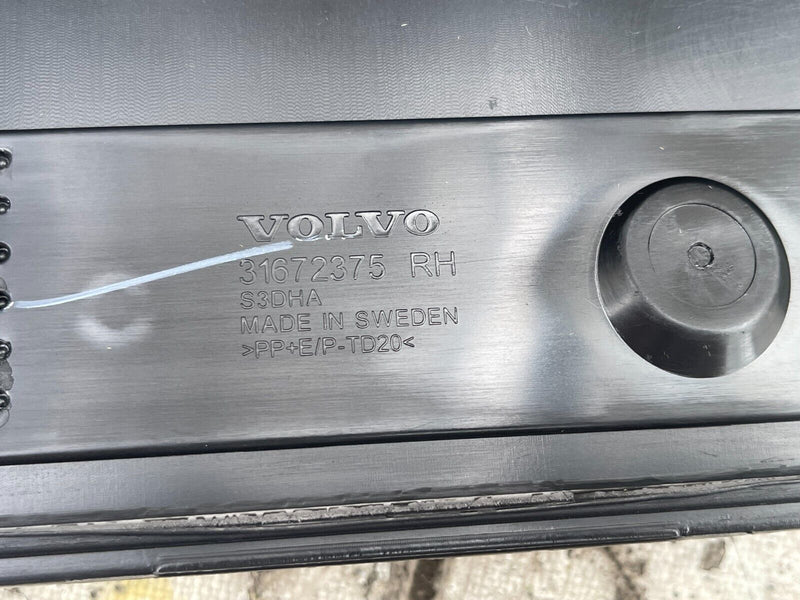 VOLVO
31672375 RH
S3DHA
MADE IN SWEDEN
>PP+E/P-TD20<